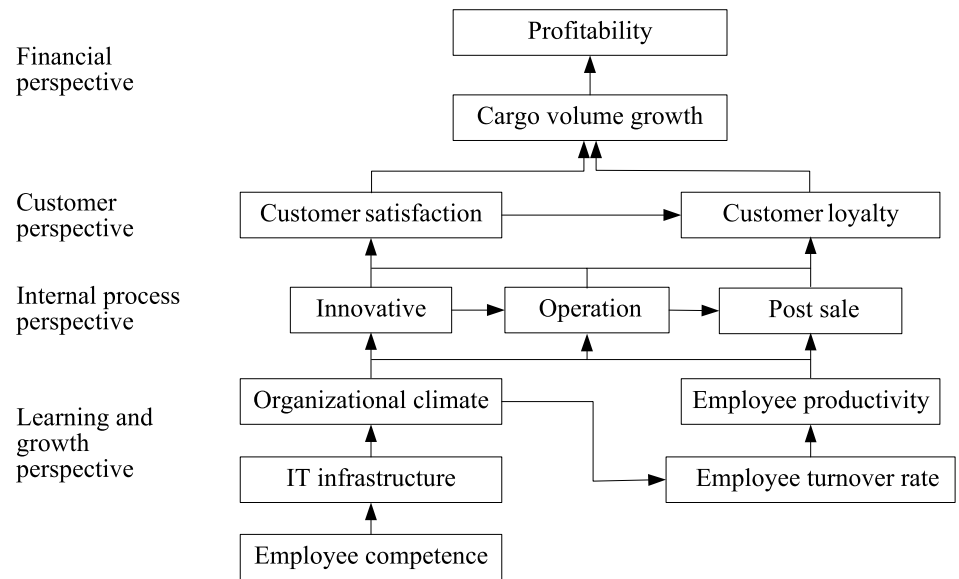 Financial
perspective
Profitability
Cargo volume growth
Customer
perspective
Customer satisfaction
Customer loyalty
Internal process
perspective
Innovative
Operation
Post sale
Learning and
growth
perspective
Organizational climate
Employee productivity
IT infrastructure
Employee turnover rate
Employee competence